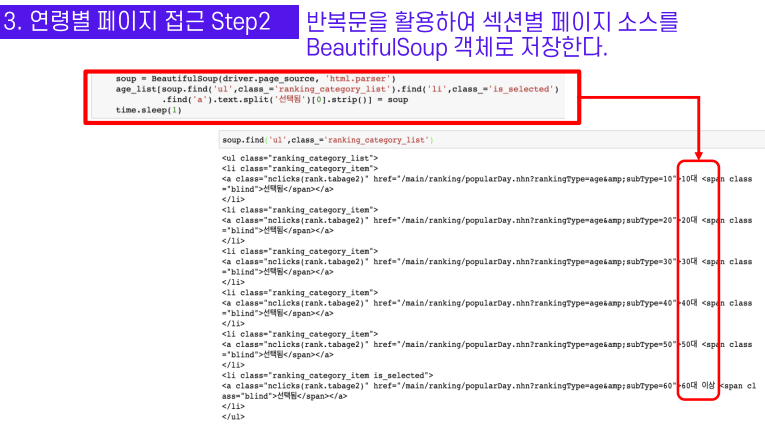 3. 연령별 페이지 접근 Step2
반복문을 활용하여 섹션별 페이지 소스를
BeautifulSoup 객체로 저장한다.
soup = BeautifulSoup(driver.page_source, 'html.parser')
age_list[soup.find('ul',class_='ranking_category_list').find('li',class_='is_selected')
.find('a').text.split('선택됨')[0].strip()] = soup
time.sleep(1)
soup.find('ul',class_='ranking_category_list')
<ul class="ranking_category_list">
<li class="ranking_category_item">
<a class="nclicks(rank.tabage2)" href="/main/ranking/popularDay.nhn?rankingType=age&amp;subType=10">10대 <span class
="blind">선택됨</span></a>
</li>
<li class="ranking_category_item">
<a class="nclicks(rank.tabage2)" href="/main/ranking/popularDay.nhn?rankingType=age&amp;subType=20">20대 <span class
="blind">선택됨</span></a>
</li>
<li class="ranking_category_item">
<a class="nclicks(rank.tabage2)" href="/main/ranking/popularDay.nhn?rankingType=age&amp;subType=30">30대 <span class
="blind">선택됨</span></a>
</li>
<li class="ranking_category_item">
<a class="nclicks(rank.tabage2)" href="/main/ranking/popularDay.nhn?rankingType=age&amp;subType=40">40대 <span class
="blind">선택됨</span></a>
</li>
<li class="ranking_category_item">
<a class="nclicks(rank.tabage2)" href="/main/ranking/popularDay.nhn?rankingType=age&amp;subType=50">50대 <span class
="blind">선택됨</span></a>
</li>
<li class="ranking_category_item is_selected">
<a class="nclicks(rank.tabage2)" href="/main/ranking/popularDay.nhn?rankingType=age&amp;subType=60">60대 이상 <span cl
ass="blind">선택됨</span></a>
</li>
</ul>